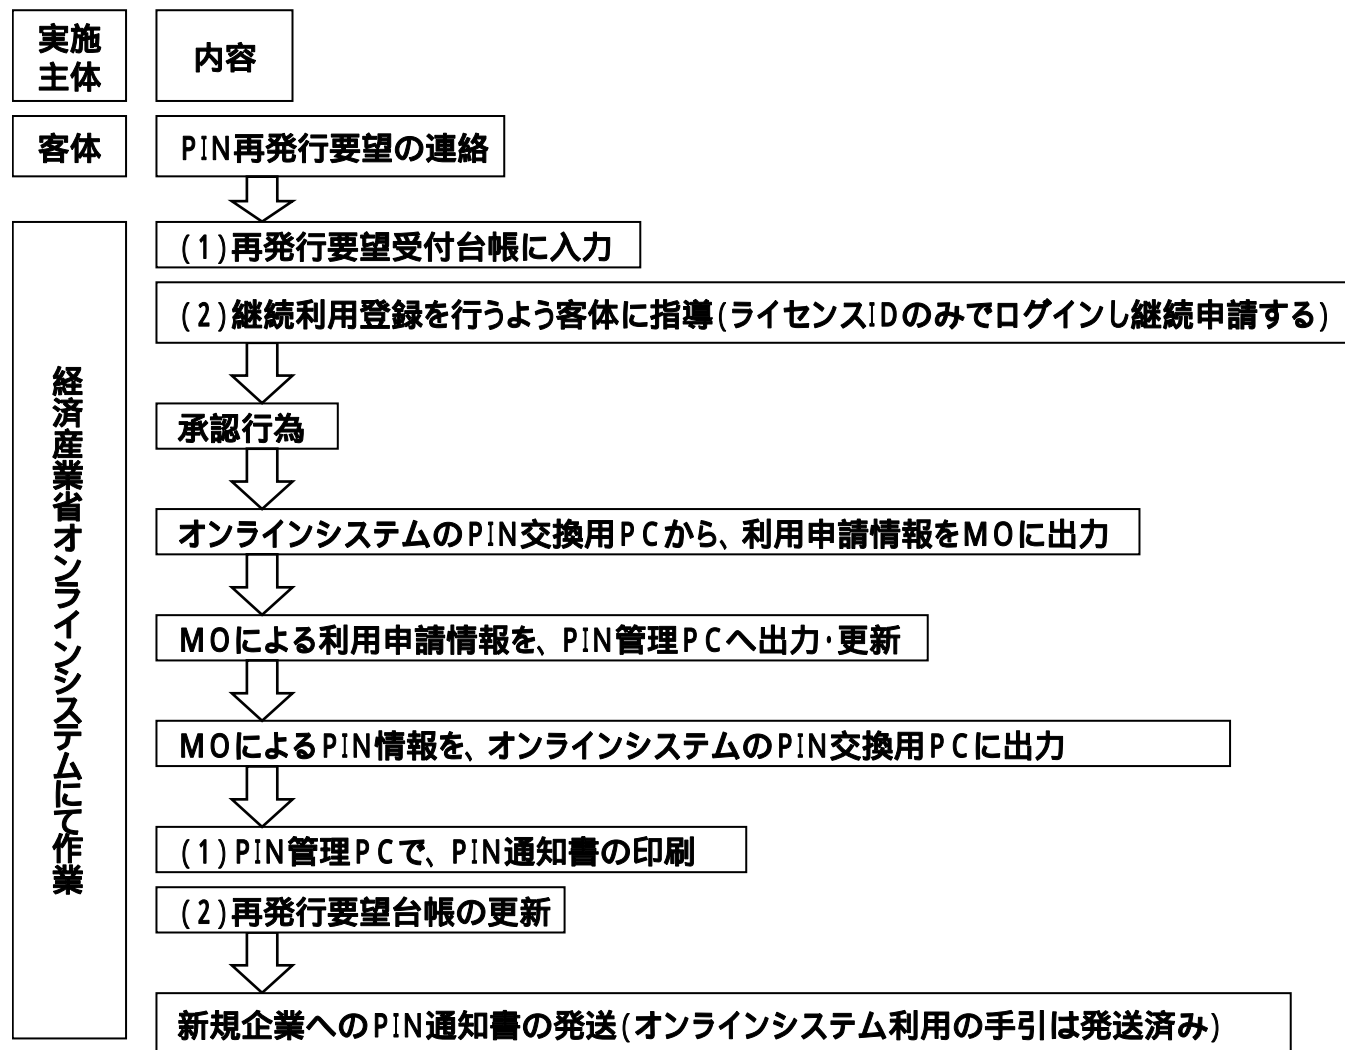 実施
主体
内容
客体
PIN再発行要望の連絡
経済産業省オンラインシステムにて作業
(1)再発行要望受付台帳に入力
(2)継続利用登録を行うよう客体に指導(ライセンスIDのみでログインし継続申請する)
承認行為
オンラインシステムのPIN交換用PCから、利用申請情報をMOに出力
MOによる利用申請情報を、PIN管理PCへ出力・更新
MOによるPIN情報を、オンラインシステムのPIN交換用PCに出力
(1)PIN管理PCで、PIN通知書の印刷
(2)再発行要望台帳の更新
新規企業へのPIN通知書の発送(オンラインシステム利用の手引は発送済み)